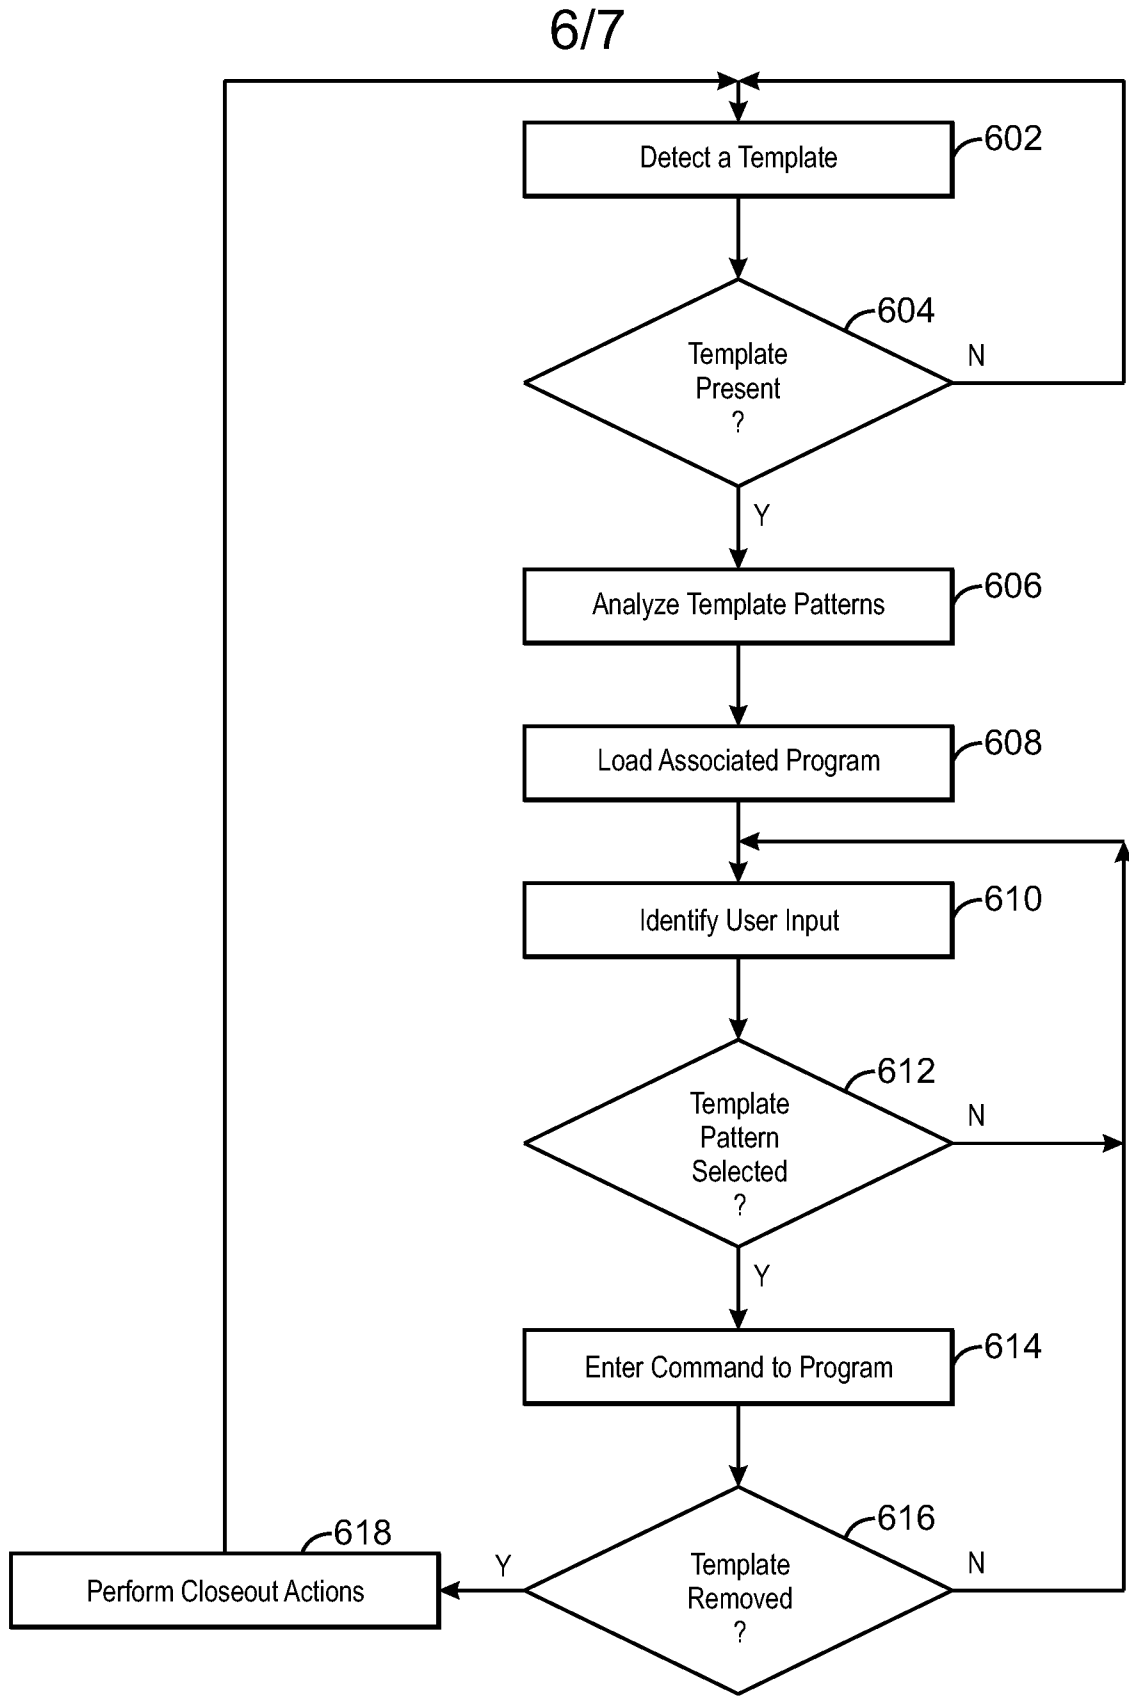 6/7
Detect a Template
602
604
Template
Present
?
N
Y
Analyze Template Patterns
606
Load Associated Program
608
Identify User Input
610
612
Template
Pattern
Selected
?
N
Y
Enter Command to Program
614
616
Template
Removed
?
N
Y
618
Perform Closeout Actions